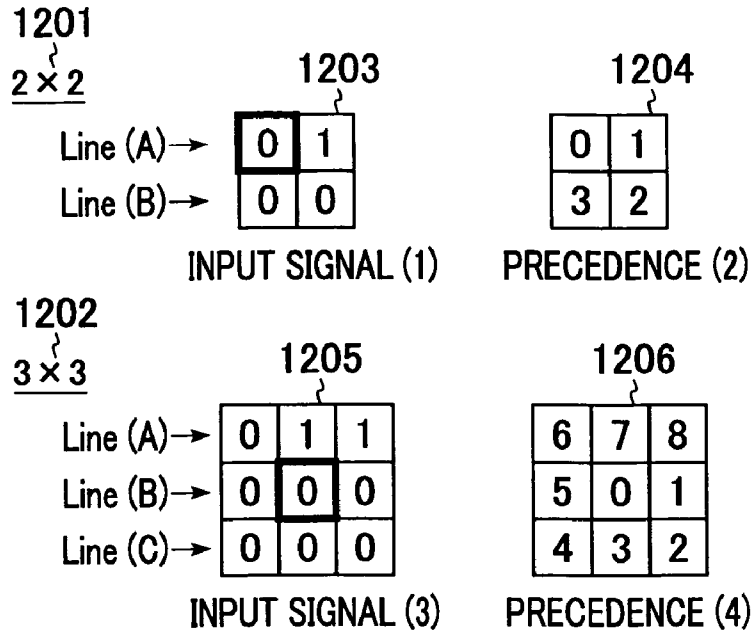 1201
2 × 2
1203
1204
Line (A) → 0 1
0 1
Line (B) → 0 0
3 2
INPUT SIGNAL (1)
PRECEDENCE (2)
1202
3 × 3
1205
1206
Line (A) → 0 1 1
6 7 8
Line (B) → 0 0 0
5 0 1
Line (C) → 0 0 0
4 3 2
INPUT SIGNAL (3)
PRECEDENCE (4)